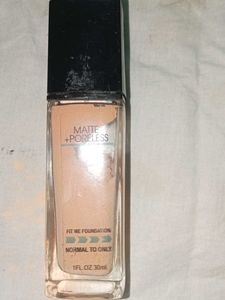 MATTE
+PORELESS
FIT ME FOUNDATION
NORMAL TO OILY
1 FL.OZ 30mL